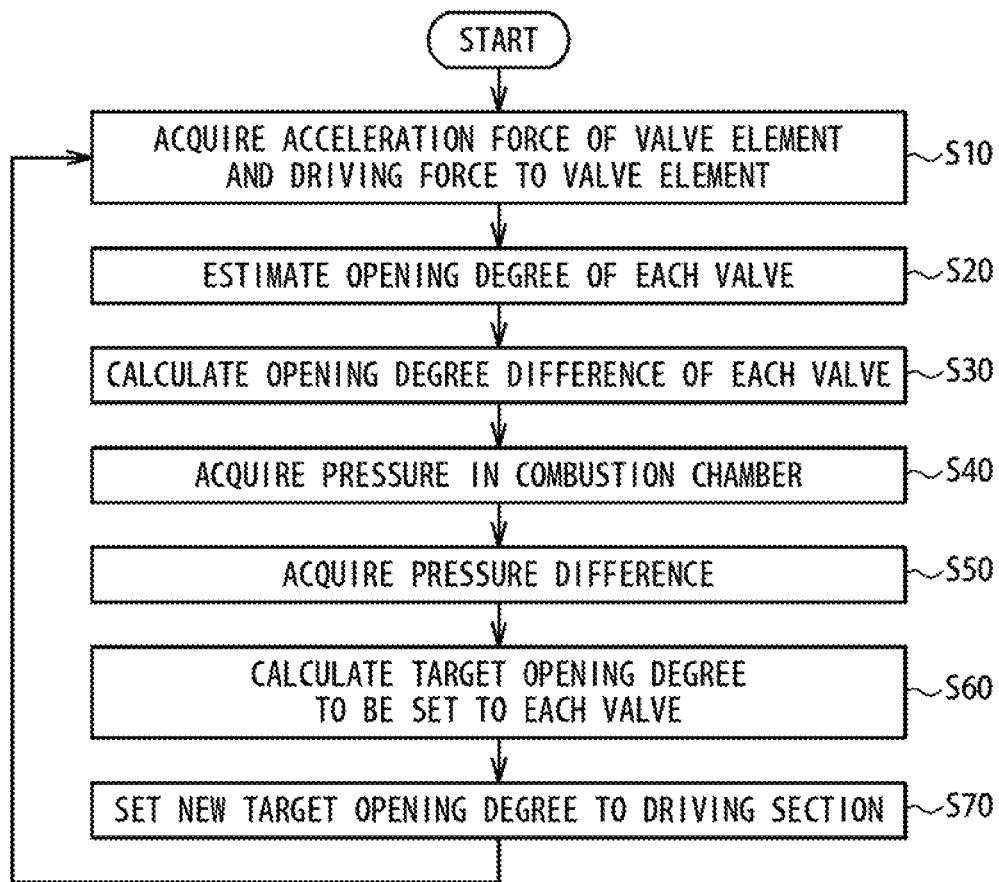 START
ACQUIRE ACCELERATION FORCE OF VALVE ELEMENT
AND DRIVING FORCE TO VALVE ELEMENT
S10
ESTIMATE OPENING DEGREE OF EACH VALVE
S20
CALCULATE OPENING DEGREE DIFFERENCE OF EACH VALVE
S30
ACQUIRE PRESSURE IN COMBUSTION CHAMBER
S40
ACQUIRE PRESSURE DIFFERENCE
S50
CALCULATE TARGET OPENING DEGREE
TO BE SET TO EACH VALVE
S60
SET NEW TARGET OPENING DEGREE TO DRIVING SECTION
S70